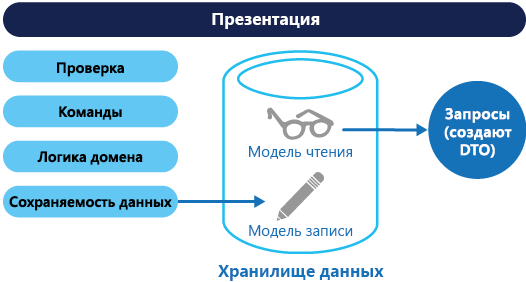 Презентация
Проверка
Команды
Логика домена
Сохраняемость данных
Модель чтения
Модель записи
Хранилище данных
Запросы
(создают
DTO)